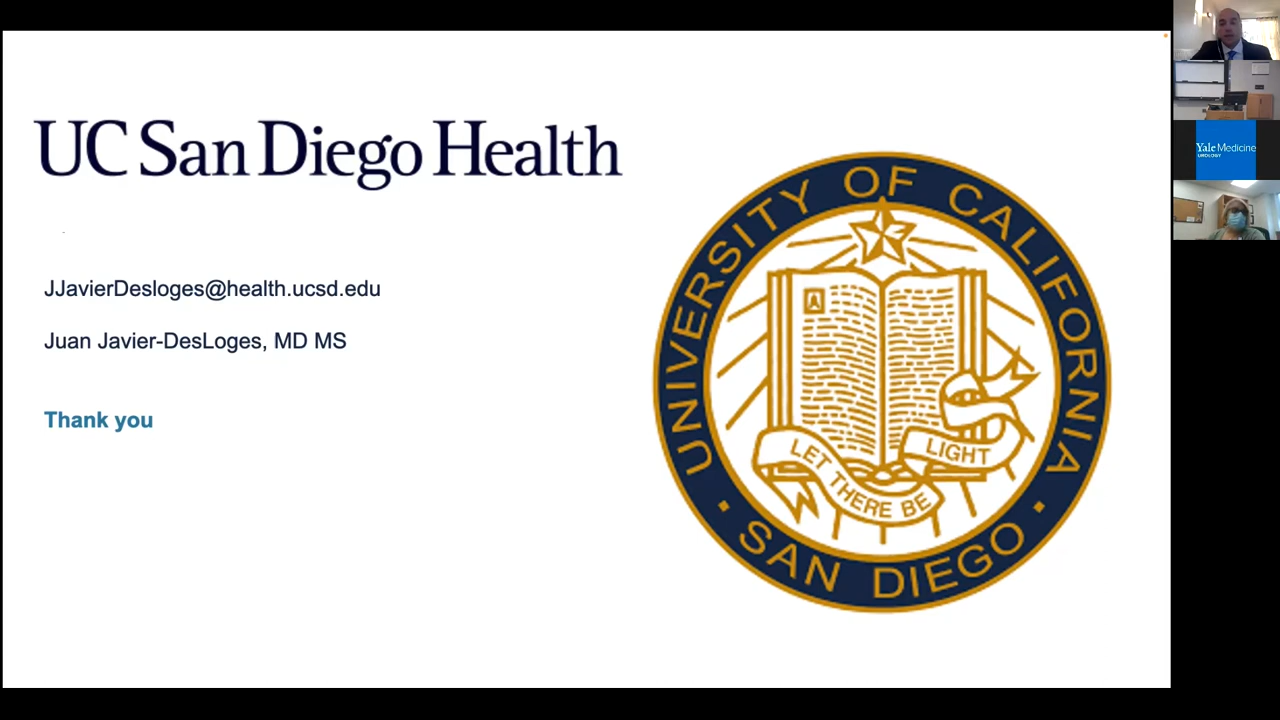 UC San Diego Health
JJavierDesloges@health.ucsd.edu
Juan Javier-DesLoges, MD MS
Thank you
UNIVERSITY OF CALIFORNIA
A
LET THERE BE
LIGHT
• SAN DIEGO •
Yale Medicine
UROLOGY